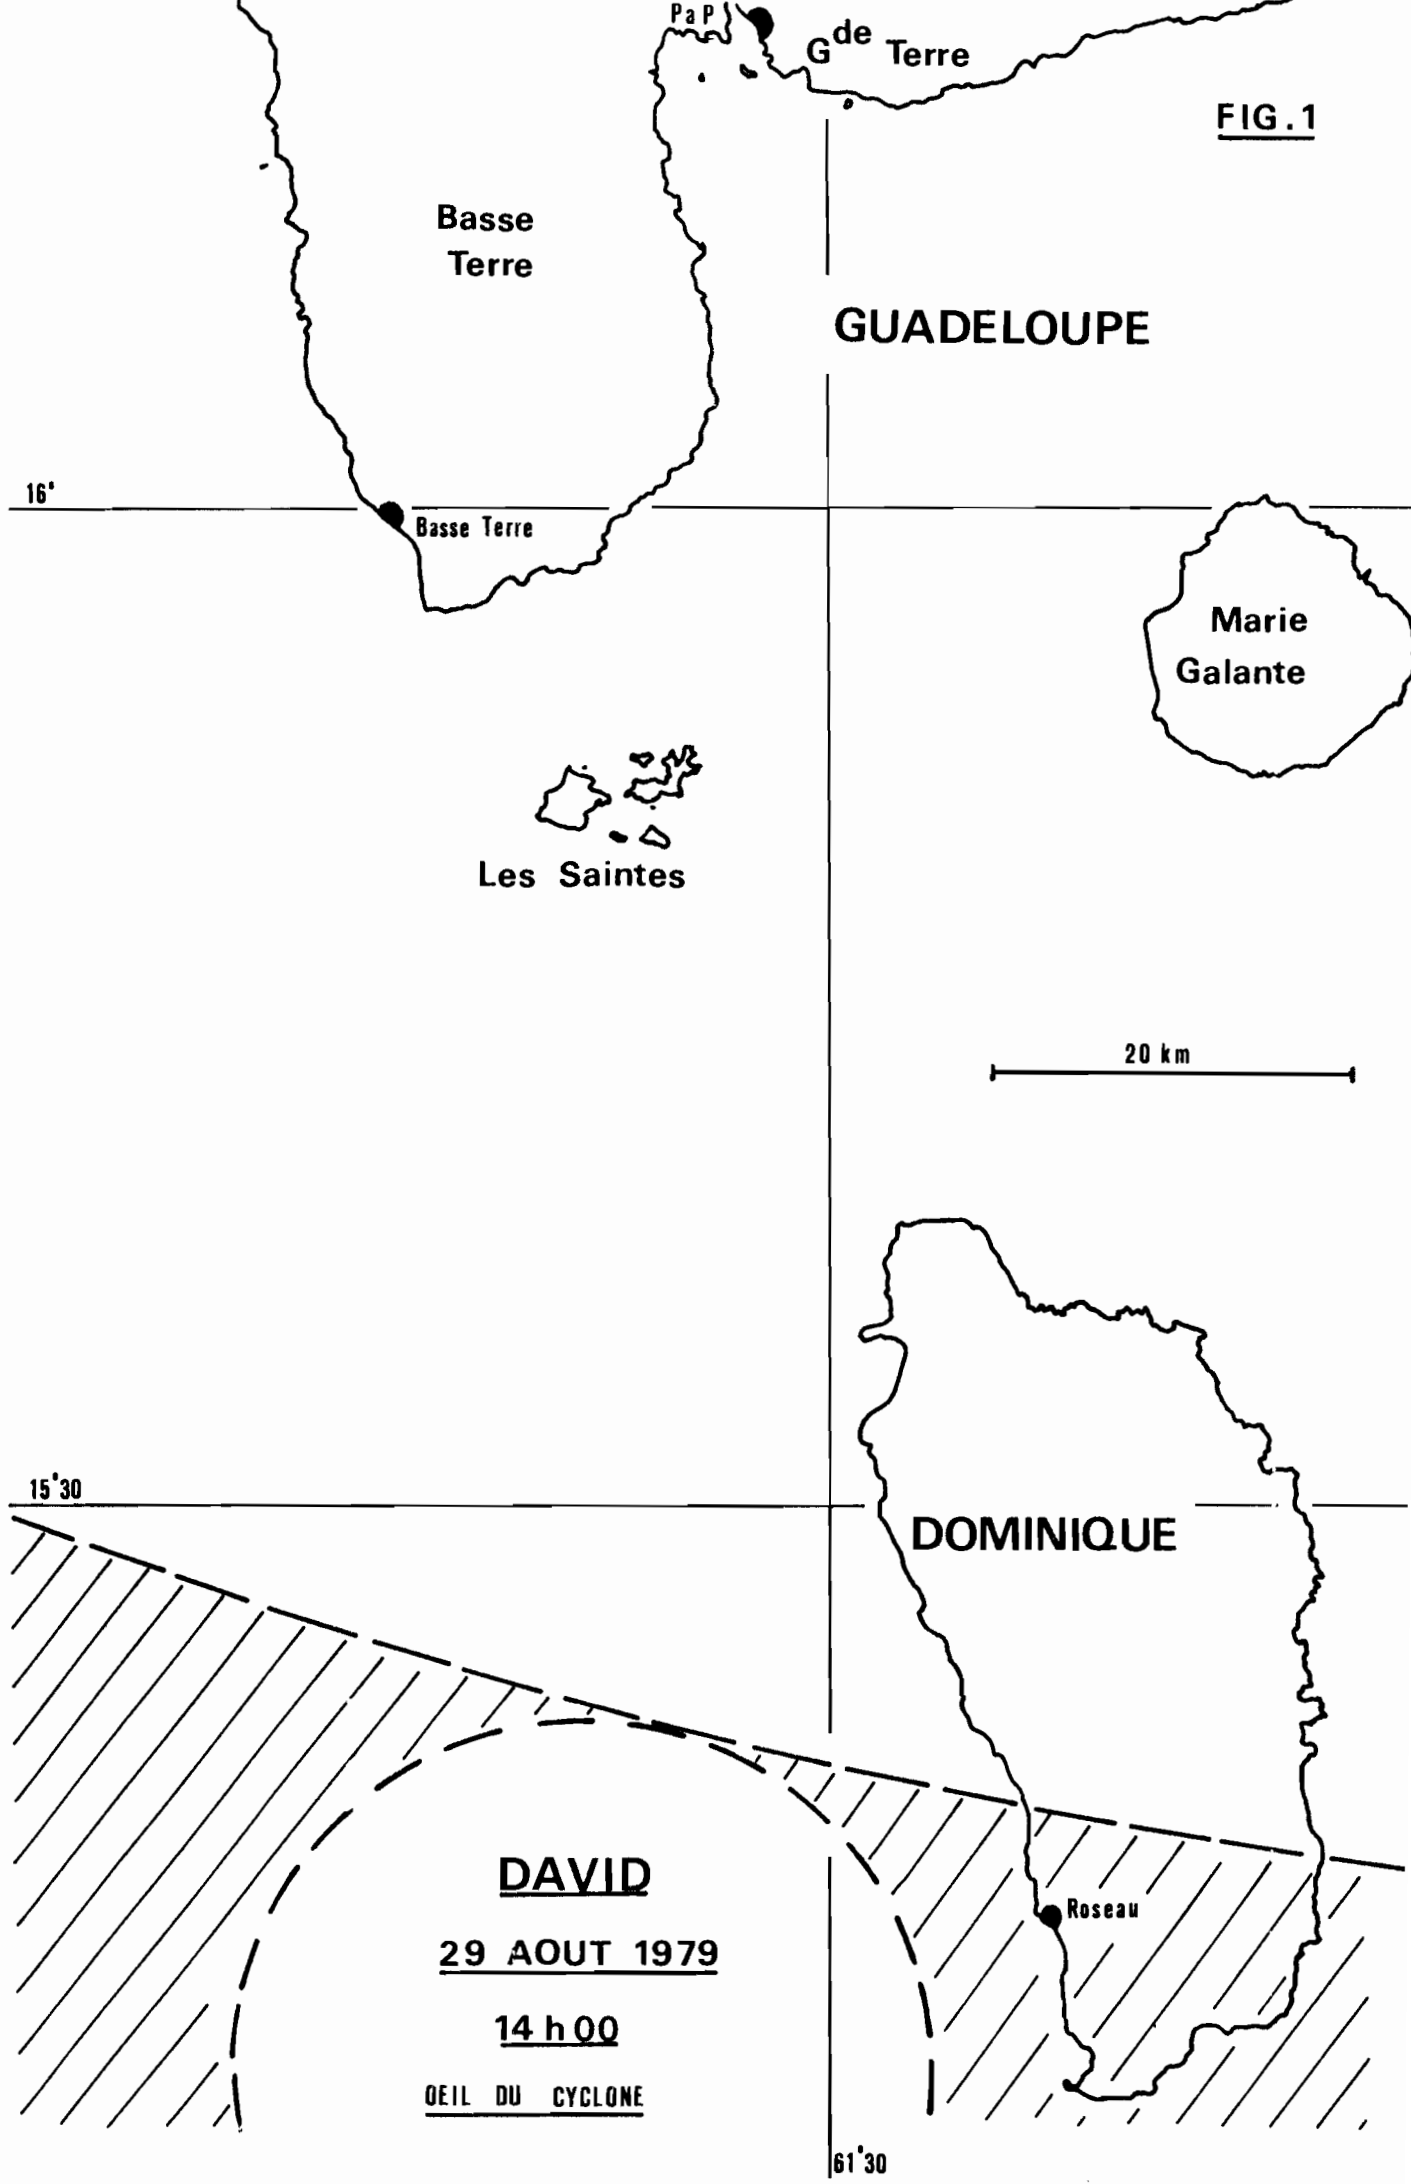 PaP
Gde Terre
FIG.1
Basse
Terre
GUADELOUPE
16°
Basse Terre
Marie
Galante
Les Saintes
20 km
15°30
DOMINIQUE
DAVID
Roseau
29 AOUT 1979
14 h 00
OEIL DU CYCLONE
61°30